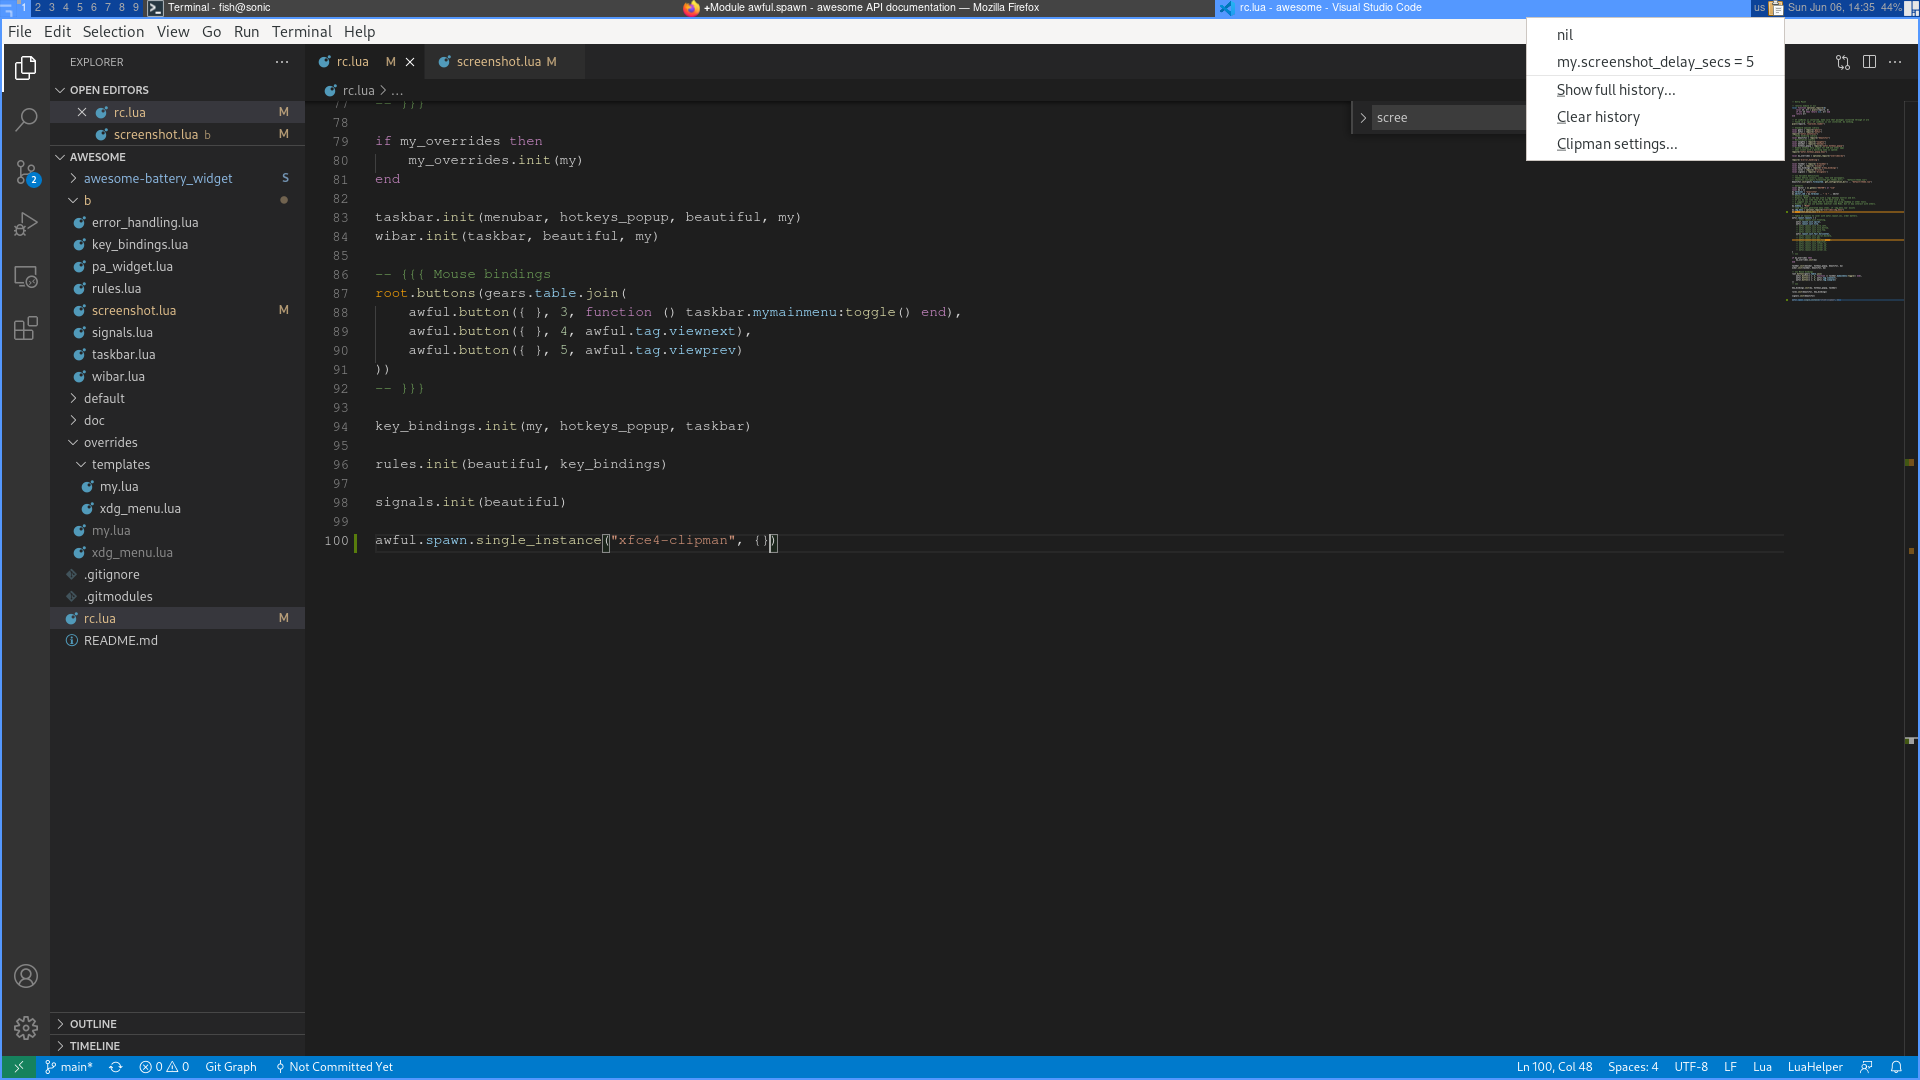 1 2 3 4 5 6 7 8 9 Terminal - fish@sonic +Module awful.spawn - awesome API documentation — Mozilla Firefox rc.lua - awesome - Visual Studio Code us Sun Jun 06, 14:35 44%
File Edit Selection View Go Run Terminal Help
nil
my.screenshot_delay_secs = 5
Show full history...
Clear history
Clipman settings...
EXPLORER
OPEN EDITORS
rc.lua M
screenshot.lua b M
AWESOME
awesome-battery_widget S
b
error_handling.lua
key_bindings.lua
pa_widget.lua
rules.lua
screenshot.lua M
signals.lua
taskbar.lua
wibar.lua
default
doc
overrides
templates
my.lua
xdg_menu.lua
my.lua
xdg_menu.lua
.gitignore
.gitmodules
rc.lua M
README.md
OUTLINE
TIMELINE
2
rc.lua M screenshot.lua M
rc.lua > ...
scree
77 -- }}}
78
79 if my_overrides then
80 my_overrides.init(my)
81 end
82
83 taskbar.init(menubar, hotkeys_popup, beautiful, my)
84 wibar.init(taskbar, beautiful, my)
85
86 -- {{{ Mouse bindings
87 root.buttons(gears.table.join(
88 awful.button({ }, 3, function () taskbar.mymainmenu:toggle() end),
89 awful.button({ }, 4, awful.tag.viewnext),
90 awful.button({ }, 5, awful.tag.viewprev)
91 ))
92 -- }}}
93
94 key_bindings.init(my, hotkeys_popup, taskbar)
95
96 rules.init(beautiful, key_bindings)
97
98 signals.init(beautiful)
99
100 awful.spawn.single_instance("xfce4-clipman", {})
main* 0 0 Git Graph Not Committed Yet Ln 100, Col 48 Spaces: 4 UTF-8 LF Lua LuaHelper